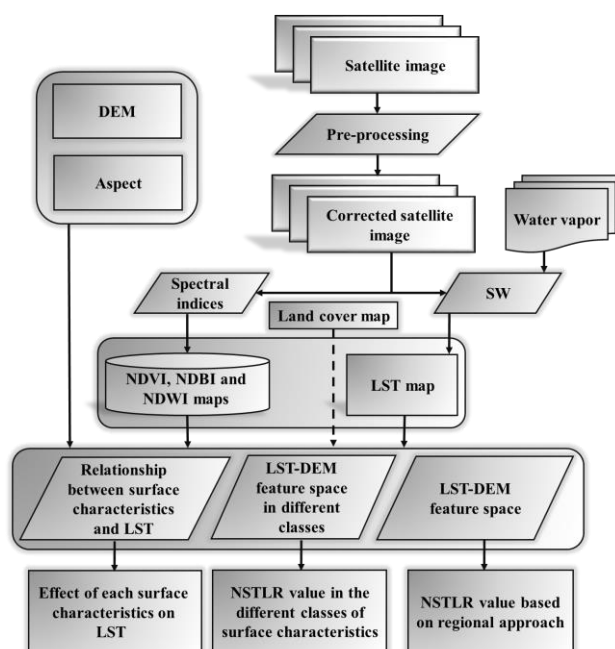 Satellite image
DEM
Pre-processing
Aspect
Corrected satellite
image
Water vapor
Spectral
indices
SW
Land cover map
NDVI, NDBI and
NDWI maps
LST map
Relationship
between surface
characteristics
and LST
LST-DEM
feature space
in different
classes
LST-DEM
feature space
Effect of each surface
characteristics on
LST
NSTLR value in the
different classes of
surface characteristics
NSTLR value based
on regional approach